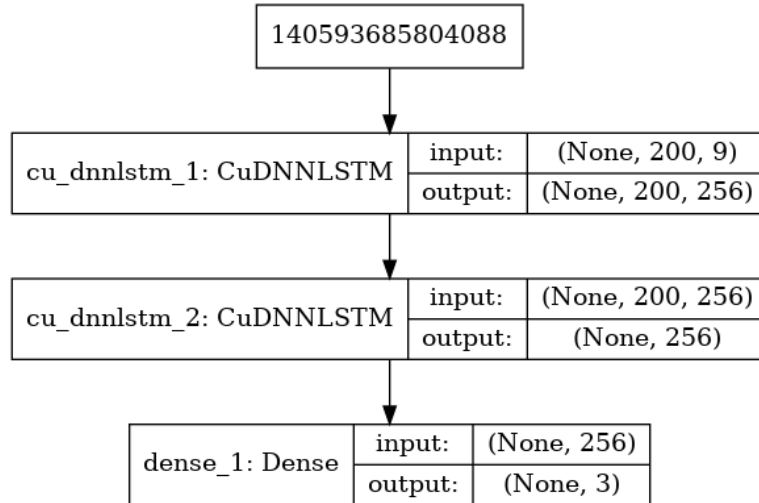 140593685804088
cu_dnnlstm_1: CuDNNLSTM
input:
(None, 200, 9)
output:
(None, 200, 256)
cu_dnnlstm_2: CuDNNLSTM
input:
(None, 200, 256)
output:
(None, 256)
dense_1: Dense
input:
(None, 256)
output:
(None, 3)